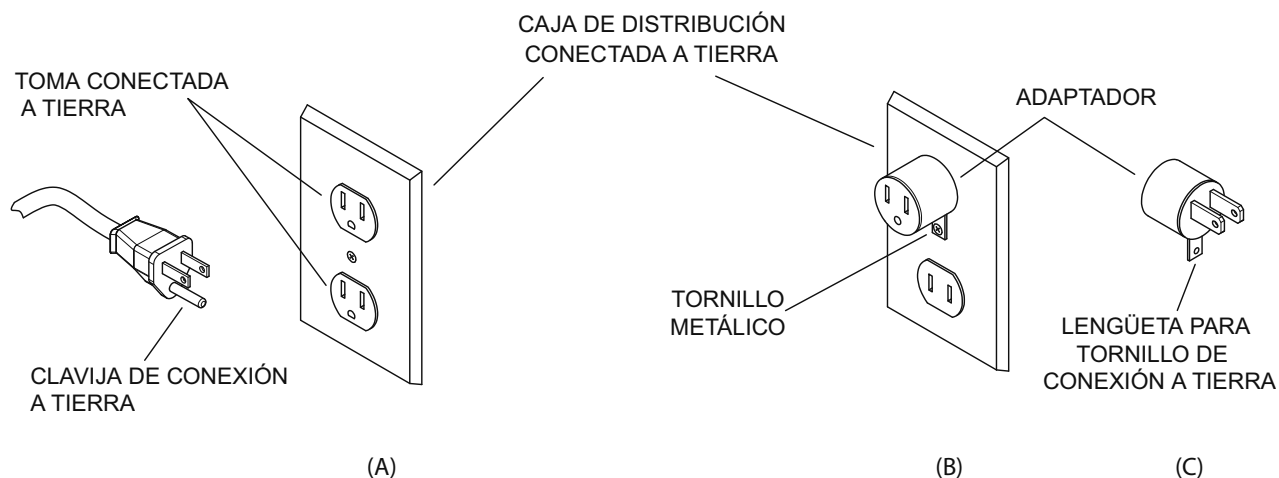 CAJA DE DISTRIBUCIÓN
CONECTADA A TIERRA
TOMA CONECTADA
A TIERRA
ADAPTADOR
TORNILLO
METÁLICO
LENGÜETA PARA
TORNILLO DE
CONEXIÓN A TIERRA
CLAVIJA DE CONEXIÓN
A TIERRA
(A)
(B)
(C)